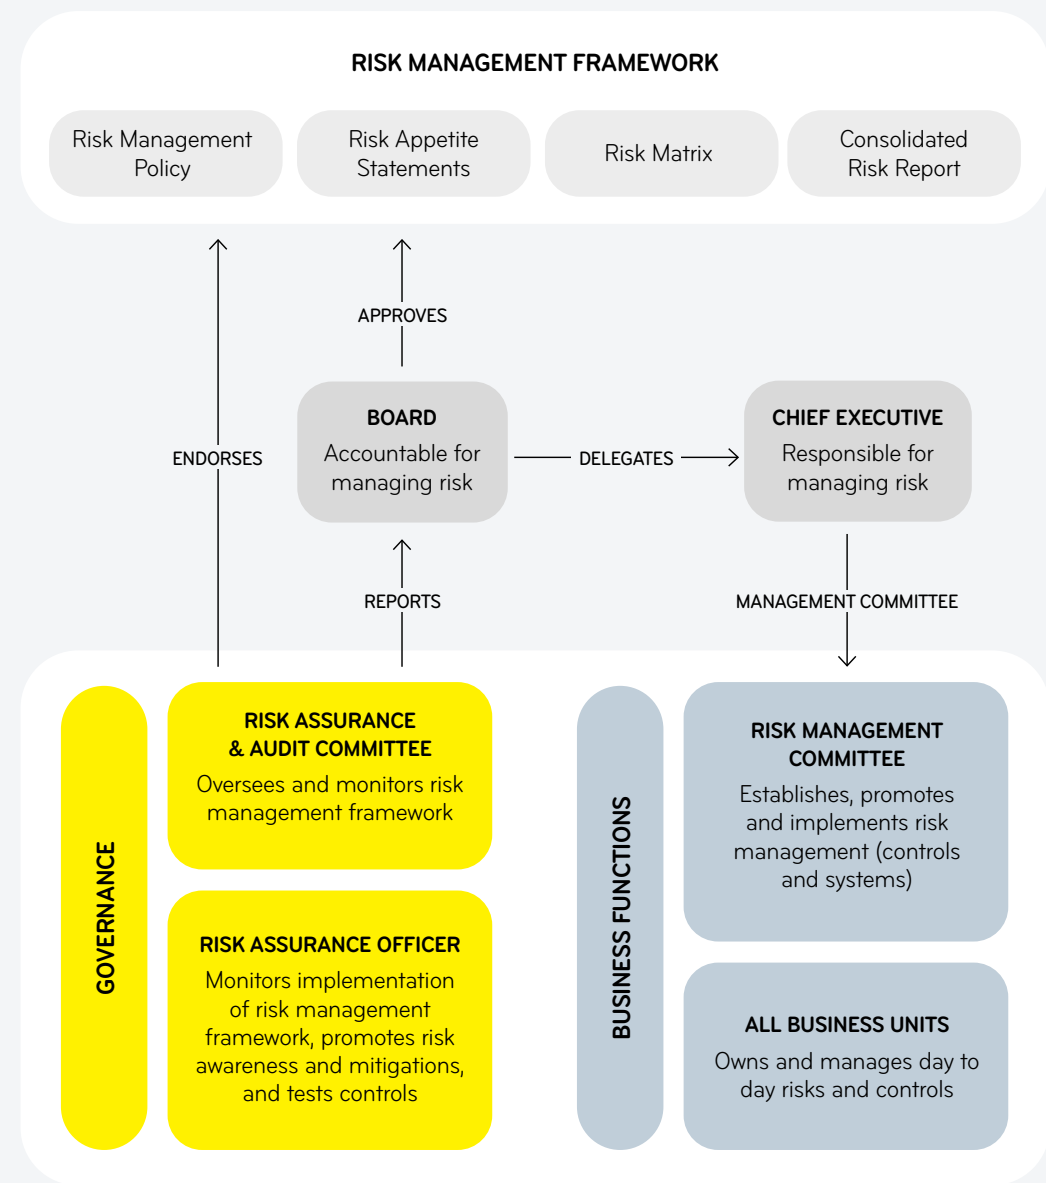 RISK MANAGEMENT FRAMEWORK
Risk Management
Policy
Risk Appetite
Statements
Risk Matrix
Consolidated
Risk Report
APPROVES
BOARD
Accountable for
managing risk
ENDORSES
DELEGATES
CHIEF EXECUTIVE
Responsible for
managing risk
REPORTS
MANAGEMENT COMMITTEE
GOVERNANCE
RISK ASSURANCE
& AUDIT COMMITTEE
Oversees and monitors risk
management framework
RISK ASSURANCE OFFICER
Monitors implementation
of risk management
framework, promotes risk
awareness and mitigations,
and tests controls
BUSINESS FUNCTIONS
RISK MANAGEMENT
COMMITTEE
Establishes, promotes
and implements risk
management (controls
and systems)
ALL BUSINESS UNITS
Owns and manages day to
day risks and controls